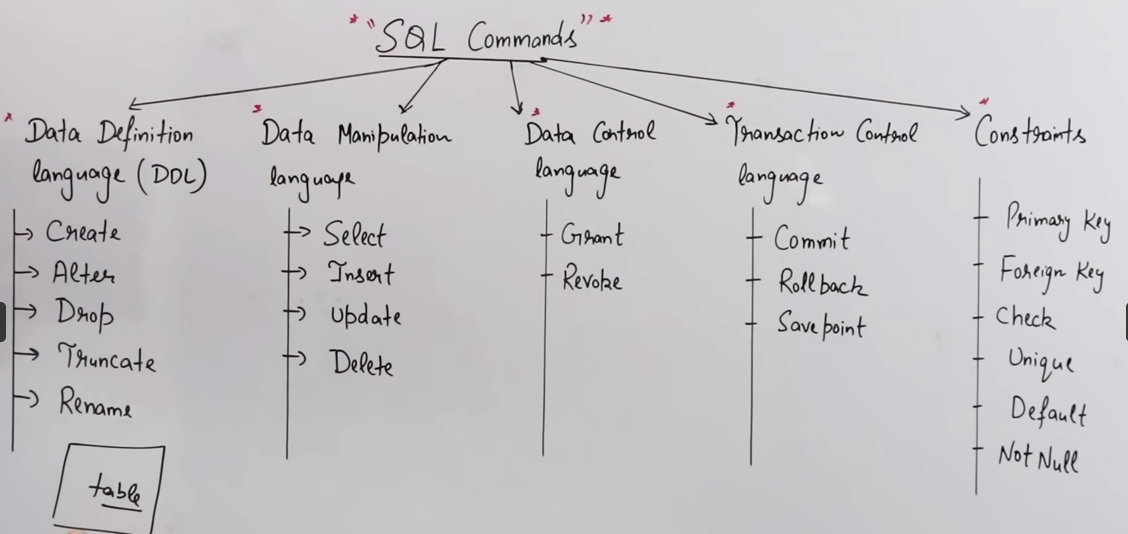 "SQL Commands"
Data Definition
language (DDL)
Create
Alter
Drop
Truncate
Rename
table
Data Manipulation
language
Select
Insert
Update
Delete
Data Control
language
Grant
Revoke
Transaction Control
language
Commit
Rollback
Savepoint
Constraints
Primary Key
Foreign Key
Check
Unique
Default
Not Null